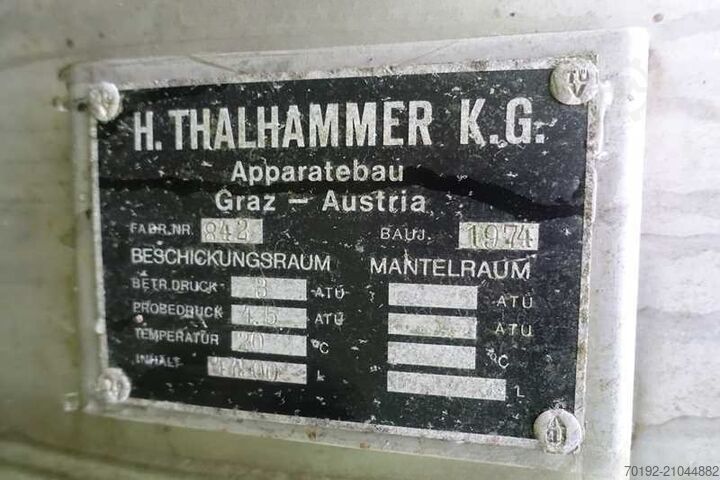 H. THALHAMMER K.G.
Apparatebau
Graz – Austria
FABR.NR. 842 BAUJ. 1974
BESCHICKUNGSRAUM MANTELRAUM
BETR.DRUCK 3 ATÜ ATÜ
PROBEDRUCK 4.5 ATÜ ATÜ
TEMPERATUR 20 °C °C
INHALT L L
70192-21044882